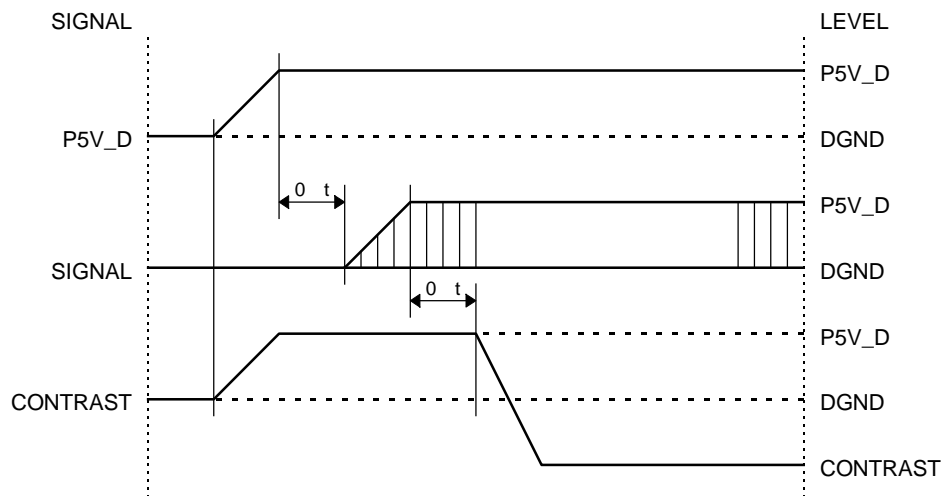 SIGNAL LEVEL
P5V_D
P5V_D DGND
0 t P5V_D
SIGNAL DGND
0 t
P5V_D
CONTRAST DGND
CONTRAST